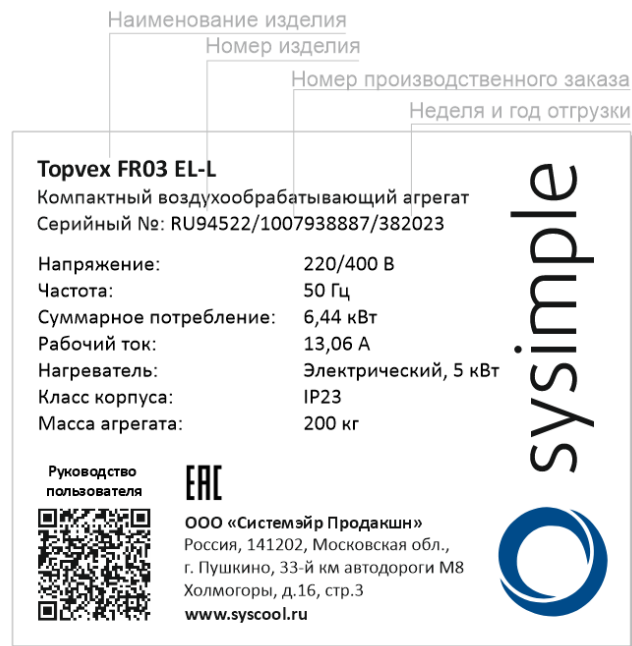 Наименование изделия
Номер изделия
Номер производственного заказа
Неделя и год отгрузки
Topvex FR03 EL-L
Компактный воздухообрабатывающий агрегат
Серийный №: RU94522/1007938887/382023
Напряжение: 220/400 В
Частота: 50 Гц
Суммарное потребление: 6,44 кВт
Рабочий ток: 13,06 А
Нагреватель: Электрический, 5 кВт
Класс корпуса: IP23
Масса агрегата: 200 кг
sysimple
Руководство
пользователя
EAC
ООО «Системэйр Продакшн»
Россия, 141202, Московская обл.,
г. Пушкино, 33-й км автодороги М8
Холмогоры, д.16, стр.3
www.syscool.ru